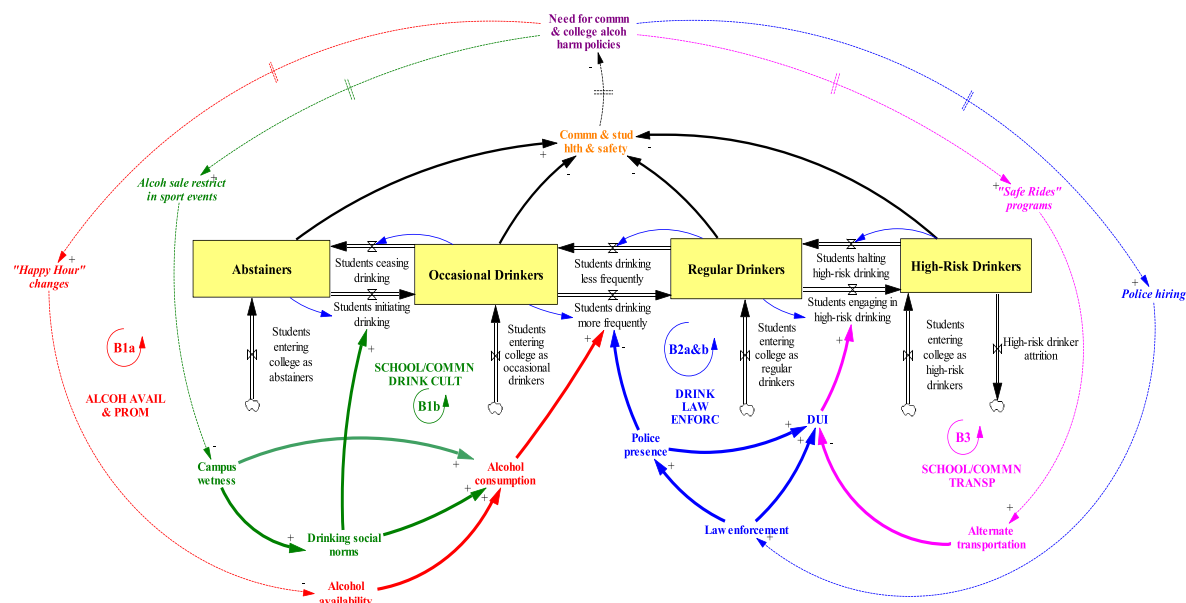 Need for commn
& college alcoh
harm policies
Commn & stud
hlth & safety
Alcoh sale restrict
in sport events
"Safe Rides"
programs
"Happy Hour"
changes
Police hiring
Abstainers
Occasional Drinkers
Regular Drinkers
High-Risk Drinkers
Students ceasing
drinking
Students drinking
less frequently
Students halting
high-risk drinking
Students initiating
drinking
Students drinking
more frequently
Students engaging in
high-risk drinking
Students
entering
college as
abstainers
Students
entering
college as
occasional
drinkers
Students
entering
college as
regular
drinkers
Students
entering
college as
high-risk
drinkers
High-risk drinker
attrition
B1a
ALCOH AVAIL
& PROM
SCHOOL/COMMN
DRINK CULT
B1b
B2a&b
DRINK
LAW
ENFORC
B3
SCHOOL/COMMN
TRANSP
DUI
Police
presence
Campus
wetness
Alcohol
consumption
Drinking social
norms
Law enforcement
Alternate
transportation
Alcohol
availability